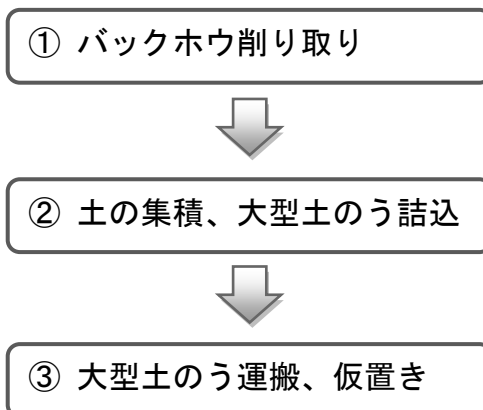 ① バックホウ削り取り
② 土の集積、大型土のう詰込
③ 大型土のう運搬、仮置き